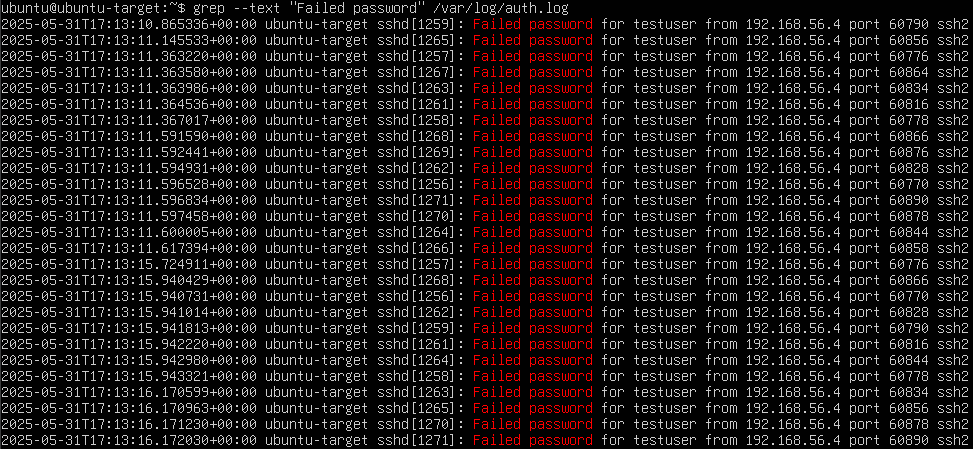 ubuntu@ubuntu-target:~$ grep --text "Failed password" /var/log/auth.log
2025-05-31T17:13:10.865336+00:00 ubuntu-target sshd[1259]: Failed password for testuser from 192.168.56.4 port 60790 ssh2
2025-05-31T17:13:11.145533+00:00 ubuntu-target sshd[1265]: Failed password for testuser from 192.168.56.4 port 60856 ssh2
2025-05-31T17:13:11.363220+00:00 ubuntu-target sshd[1257]: Failed password for testuser from 192.168.56.4 port 60776 ssh2
2025-05-31T17:13:11.363580+00:00 ubuntu-target sshd[1267]: Failed password for testuser from 192.168.56.4 port 60864 ssh2
2025-05-31T17:13:11.363986+00:00 ubuntu-target sshd[1263]: Failed password for testuser from 192.168.56.4 port 60834 ssh2
2025-05-31T17:13:11.364536+00:00 ubuntu-target sshd[1261]: Failed password for testuser from 192.168.56.4 port 60816 ssh2
2025-05-31T17:13:11.367017+00:00 ubuntu-target sshd[1258]: Failed password for testuser from 192.168.56.4 port 60778 ssh2
2025-05-31T17:13:11.591590+00:00 ubuntu-target sshd[1268]: Failed password for testuser from 192.168.56.4 port 60866 ssh2
2025-05-31T17:13:11.592441+00:00 ubuntu-target sshd[1269]: Failed password for testuser from 192.168.56.4 port 60876 ssh2
2025-05-31T17:13:11.594931+00:00 ubuntu-target sshd[1262]: Failed password for testuser from 192.168.56.4 port 60828 ssh2
2025-05-31T17:13:11.596528+00:00 ubuntu-target sshd[1256]: Failed password for testuser from 192.168.56.4 port 60770 ssh2
2025-05-31T17:13:11.596834+00:00 ubuntu-target sshd[1271]: Failed password for testuser from 192.168.56.4 port 60890 ssh2
2025-05-31T17:13:11.597458+00:00 ubuntu-target sshd[1270]: Failed password for testuser from 192.168.56.4 port 60878 ssh2
2025-05-31T17:13:11.600005+00:00 ubuntu-target sshd[1264]: Failed password for testuser from 192.168.56.4 port 60844 ssh2
2025-05-31T17:13:11.617394+00:00 ubuntu-target sshd[1266]: Failed password for testuser from 192.168.56.4 port 60858 ssh2
2025-05-31T17:13:15.724911+00:00 ubuntu-target sshd[1257]: Failed password for testuser from 192.168.56.4 port 60776 ssh2
2025-05-31T17:13:15.940429+00:00 ubuntu-target sshd[1268]: Failed password for testuser from 192.168.56.4 port 60866 ssh2
2025-05-31T17:13:15.940731+00:00 ubuntu-target sshd[1256]: Failed password for testuser from 192.168.56.4 port 60770 ssh2
2025-05-31T17:13:15.941014+00:00 ubuntu-target sshd[1262]: Failed password for testuser from 192.168.56.4 port 60828 ssh2
2025-05-31T17:13:15.941813+00:00 ubuntu-target sshd[1259]: Failed password for testuser from 192.168.56.4 port 60790 ssh2
2025-05-31T17:13:15.942220+00:00 ubuntu-target sshd[1261]: Failed password for testuser from 192.168.56.4 port 60816 ssh2
2025-05-31T17:13:15.942980+00:00 ubuntu-target sshd[1264]: Failed password for testuser from 192.168.56.4 port 60844 ssh2
2025-05-31T17:13:15.943321+00:00 ubuntu-target sshd[1258]: Failed password for testuser from 192.168.56.4 port 60778 ssh2
2025-05-31T17:13:16.170599+00:00 ubuntu-target sshd[1263]: Failed password for testuser from 192.168.56.4 port 60834 ssh2
2025-05-31T17:13:16.170963+00:00 ubuntu-target sshd[1265]: Failed password for testuser from 192.168.56.4 port 60856 ssh2
2025-05-31T17:13:16.171230+00:00 ubuntu-target sshd[1270]: Failed password for testuser from 192.168.56.4 port 60878 ssh2
2025-05-31T17:13:16.172030+00:00 ubuntu-target sshd[1271]: Failed password for testuser from 192.168.56.4 port 60890 ssh2